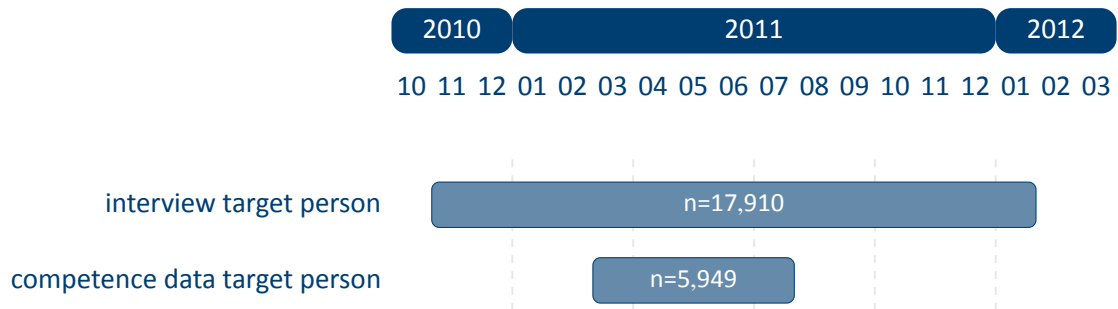 2010 2011 2012
10 11 12 01 02 03 04 05 06 07 08 09 10 11 12 01 02 03
interview target person n=17,910
competence data target person n=5,949